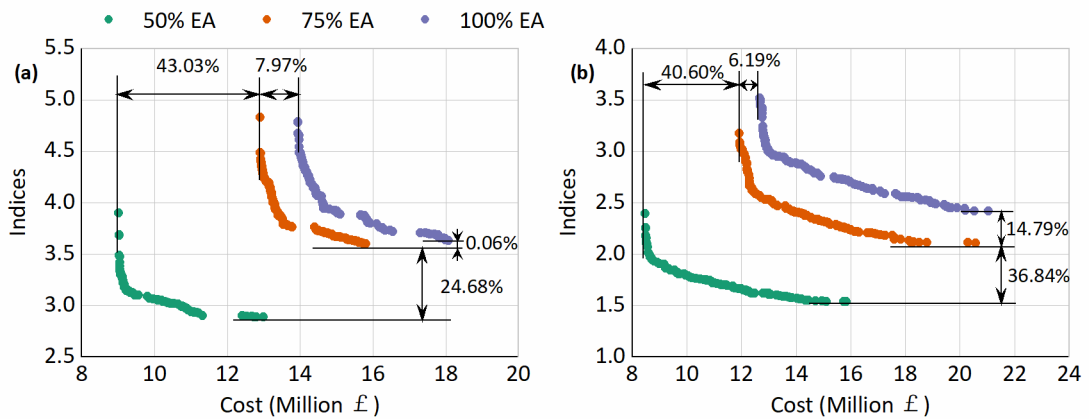 50% EA 75% EA 100% EA
(a)
Indices
5.5
5.0
4.5
4.0
3.5
3.0
2.5
43.03%
7.97%
0.06%
24.68%
8 10 12 14 16 18 20
Cost (Million £)
(b)
Indices
4.0
3.5
3.0
2.5
2.0
1.5
1.0
40.60%
6.19%
14.79%
36.84%
8 10 12 14 16 18 20 22 24
Cost (Million £)